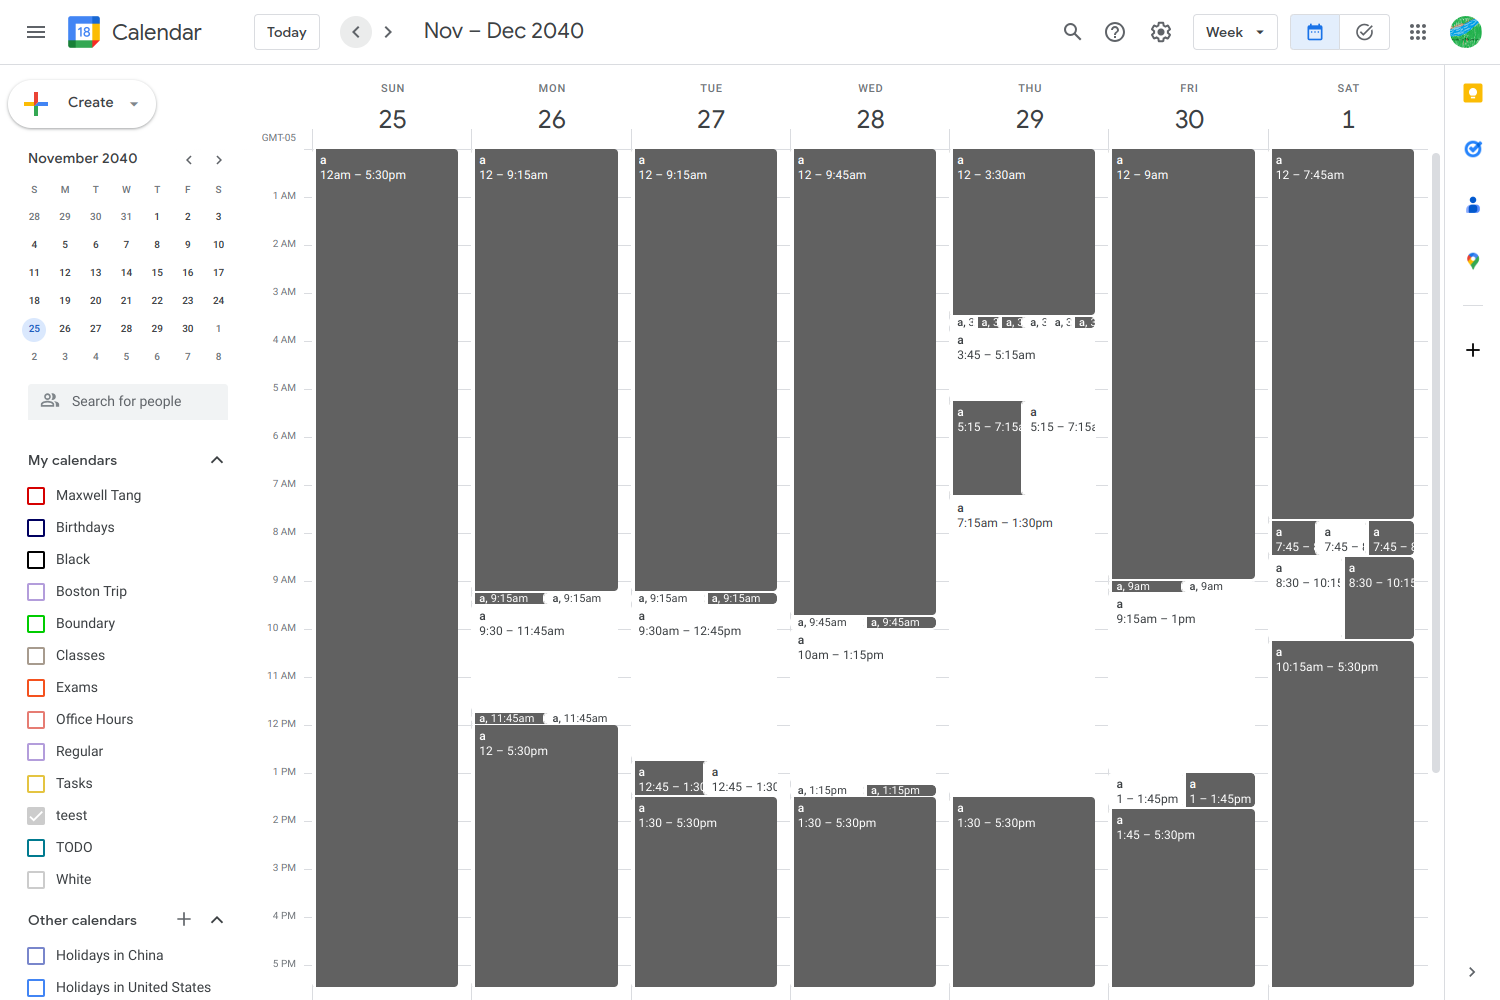 18 Calendar
Today
Nov – Dec 2040
Week
Create
November 2040
S M T W T F S
28 29 30 31 1 2 3
4 5 6 7 8 9 10
11 12 13 14 15 16 17
18 19 20 21 22 23 24
25 26 27 28 29 30 1
2 3 4 5 6 7 8
Search for people
My calendars
Maxwell Tang
Birthdays
Black
Boston Trip
Boundary
Classes
Exams
Office Hours
Regular
Tasks
teest
TODO
White
Other calendars
Holidays in China
Holidays in United States
GMT-05
1 AM
2 AM
3 AM
4 AM
5 AM
6 AM
7 AM
8 AM
9 AM
10 AM
11 AM
12 PM
1 PM
2 PM
3 PM
4 PM
5 PM
SUN
25
a
12am – 5:30pm
MON
26
a
12 – 9:15am
a, 9:15am
a, 9:15am
a
9:30 – 11:45am
a, 11:45am
a, 11:45am
a
12 – 5:30pm
TUE
27
a
12 – 9:15am
a, 9:15am
a, 9:15am
a
9:30am – 12:45pm
a
12:45 – 1:30
a
12:45 – 1:30
a
1:30 – 5:30pm
WED
28
a
12 – 9:45am
a, 9:45am
a, 9:45am
a
10am – 1:15pm
a, 1:15pm
a, 1:15pm
a
1:30 – 5:30pm
THU
29
a
12 – 3:30am
a, 3
a, 3
a, 3
a, 3
a, 3
a, 3
a
3:45 – 5:15am
a
5:15 – 7:15a
a
5:15 – 7:15a
a
7:15am – 1:30pm
a
1:30 – 5:30pm
FRI
30
a
12 – 9am
a, 9am
a, 9am
a
9:15am – 1pm
a
1 – 1:45pm
a
1 – 1:45pm
a
1:45 – 5:30pm
SAT
1
a
12 – 7:45am
a
7:45 –
a
7:45 –
a
7:45 – 8
a
8:30 – 10:15
a
8:30 – 10:15
a
10:15am – 5:30pm